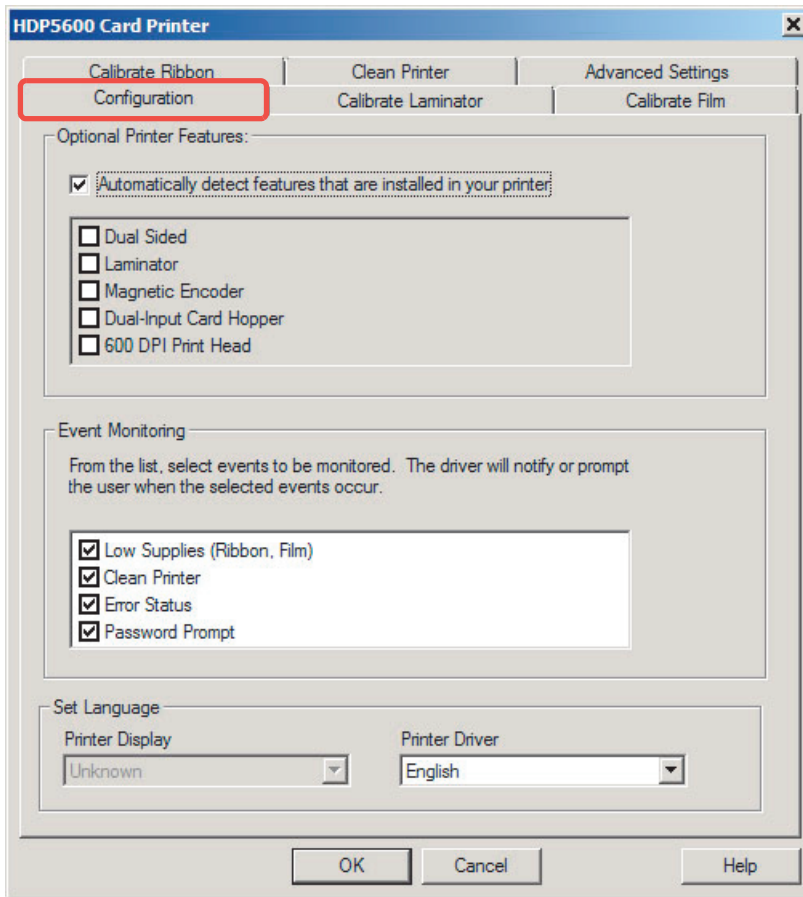 HDP5600 Card Printer
Calibrate Ribbon
Clean Printer
Advanced Settings
Configuration
Calibrate Laminator
Calibrate Film
Optional Printer Features:
Automatically detect features that are installed in your printer
Dual Sided
Laminator
Magnetic Encoder
Dual-Input Card Hopper
600 DPI Print Head
Event Monitoring
From the list, select events to be monitored. The driver will notify or prompt
the user when the selected events occur.
Low Supplies (Ribbon, Film)
Clean Printer
Error Status
Password Prompt
Set Language
Printer Display
Printer Driver
Unknown
English
OK
Cancel
Help